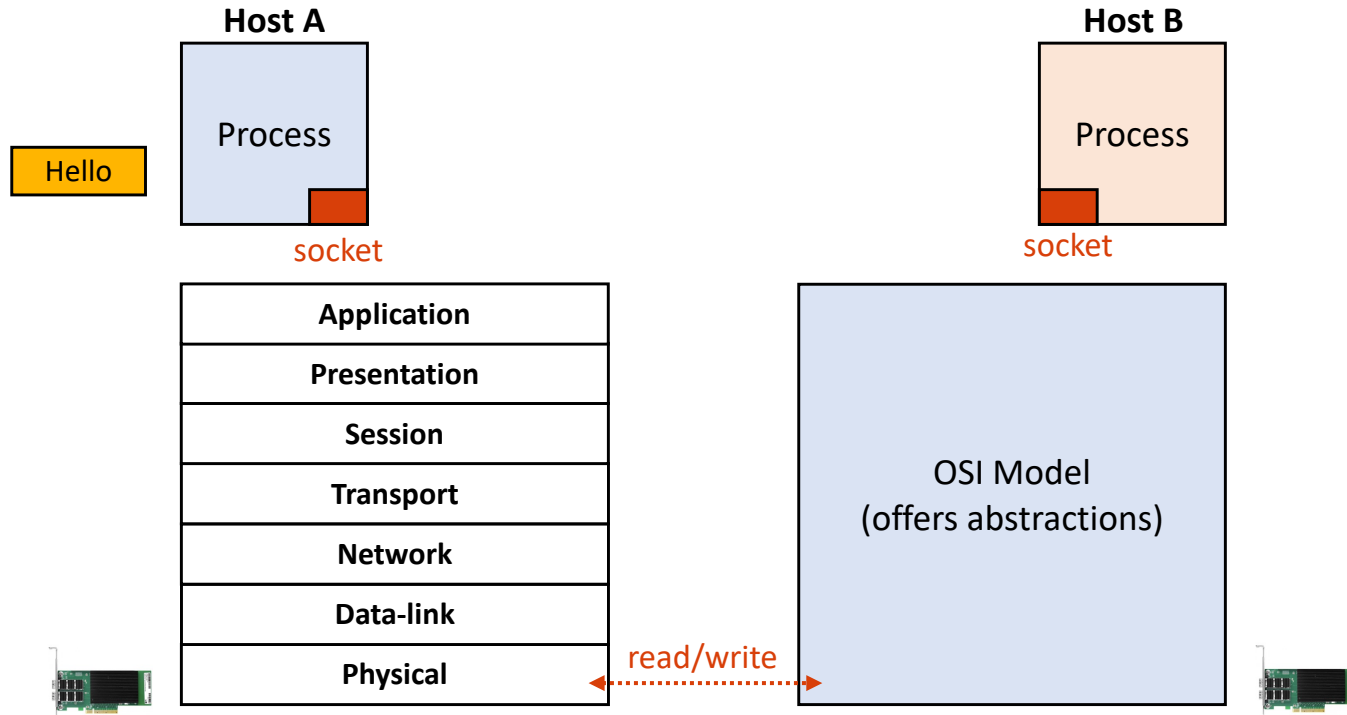 Host A
Host B
Process
Process
Hello
socket
socket
Application
Presentation
Session
Transport
Network
Data-link
Physical
OSI Model
(offers abstractions)
read/write